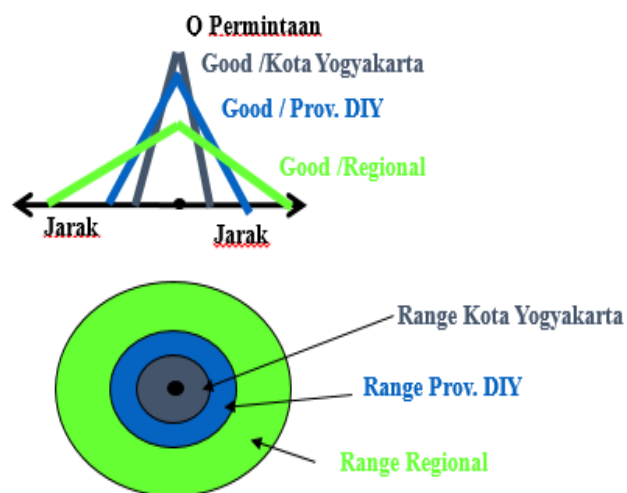 O Permintaan
Good /Kota Yogyakarta
Good / Prov. DIY
Good /Regional
Jarak
Jarak
Range Kota Yogyakarta
Range Prov. DIY
Range Regional